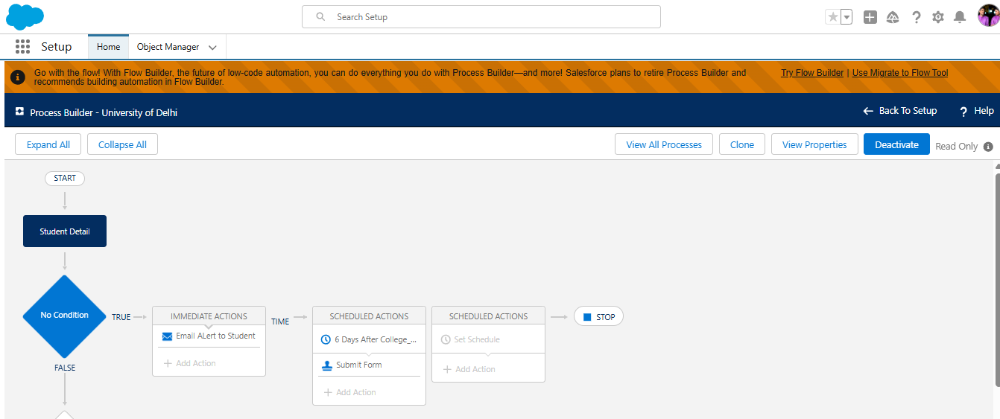 Search Setup
Setup
Home
Object Manager
Go with the flow! With Flow Builder, the future of low-code automation, you can do everything you do with Process Builder—and more! Salesforce plans to retire Process Builder and
recommends building automation in Flow Builder.
Try Flow Builder | Use Migrate to Flow Tool
Process Builder - University of Delhi
Back To Setup
Help
Expand All
Collapse All
View All Processes
Clone
View Properties
Deactivate
Read Only
START
Student Detail
No Condition
TRUE
FALSE
IMMEDIATE ACTIONS
Email ALert to Student
Add Action
TIME
SCHEDULED ACTIONS
6 Days After College_...
Submit Form
Add Action
SCHEDULED ACTIONS
Set Schedule
Add Action
STOP